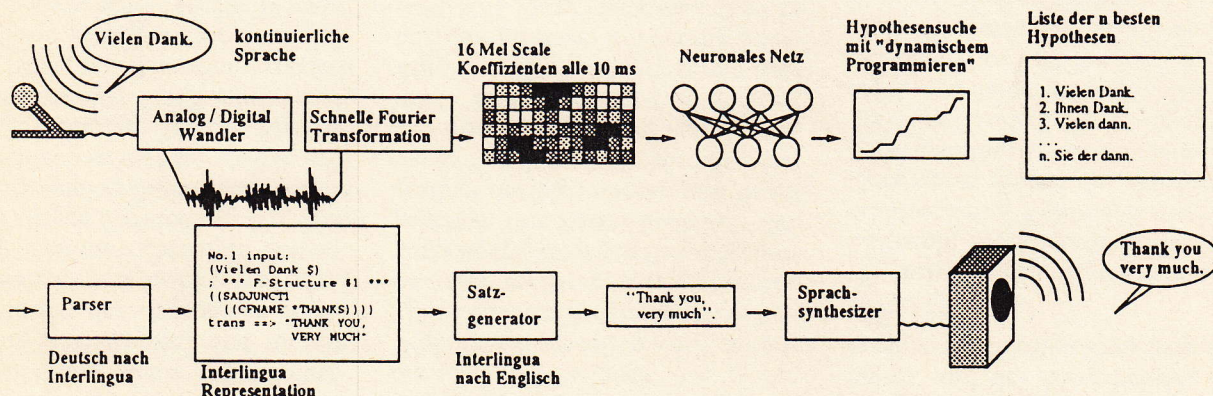 Vielen Dank.
kontinuierliche
Sprache
Analog / Digital
Wandler
Schnelle Fourier
Transformation
16 Mel Scale
Koeffizienten alle 10 ms
Neuronales Netz
Hypothesensuche
mit "dynamischem
Programmieren"
Liste der n besten
Hypothesen
1. Vielen Dank.
2. Ihnen Dank.
3. Vielen dann.
. . .
n. Sie der dann.
Parser
Deutsch nach
Interlingua
No.1 input:
(Vielen Dank $)
; *** F-Structure #1 ***
((SADJUNCT1
((CFNAME *THANKS))))
trans ==> "THANK YOU,
VERY MUCH"
Interlingua
Representation
Satz-
generator
Interlingua
nach Englisch
"Thank you,
very much".
Sprach-
synthesizer
Thank you
very much.